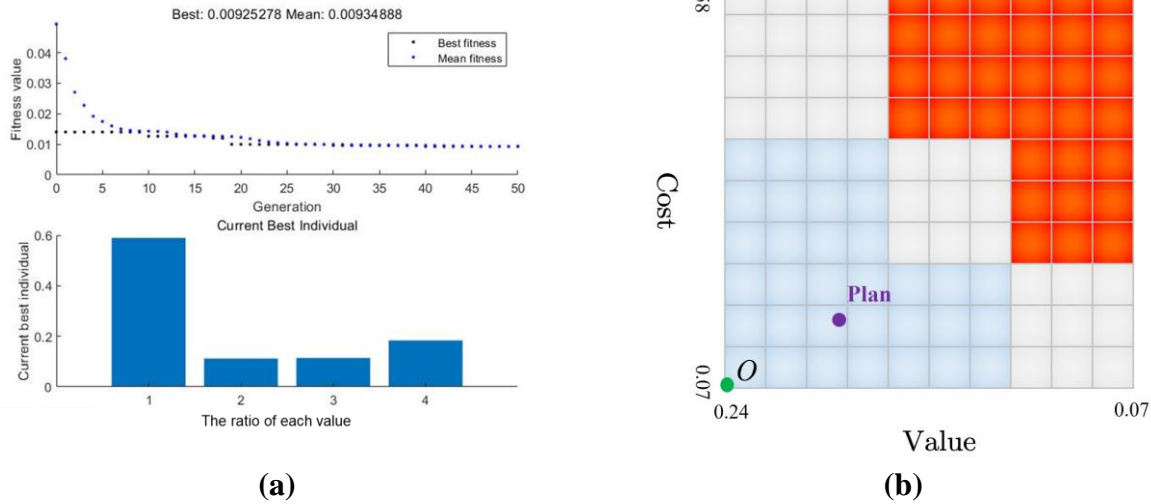 Best: 0.00925278 Mean: 0.00934888
Best fitness
Mean fitness
Fitness value
0.04
0.03
0.02
0.01
0
0 5 10 15 20 25 30 35 40 45 50
Generation
Current Best Individual
Current best individual
0.6
0.4
0.2
0
1 2 3 4
The ratio of each value
(a)
Cost
Plan
O
0.07
0.24
0.07
Value
(b)